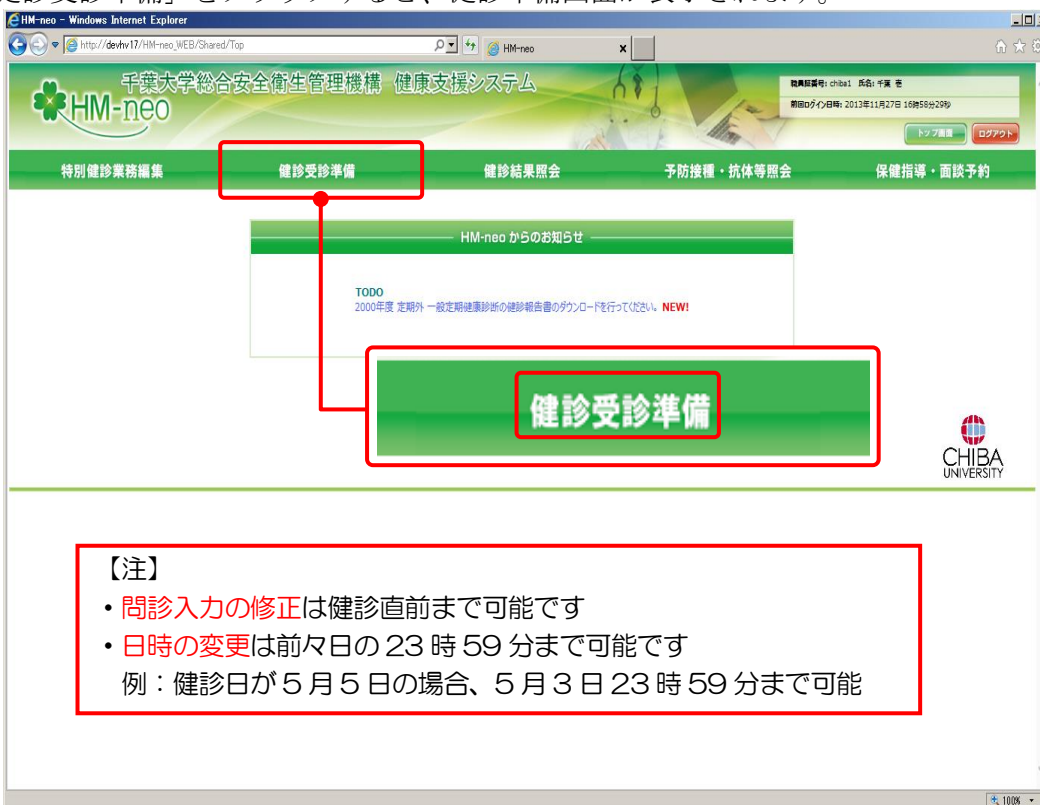 健診受診準備」をクリックすると、健診準備画面が表示されます。
HM-neo - Windows Internet Explorer
http://devhv17/HM-neo_WEB/Shared/Top
HM-neo
千葉大学総合安全衛生管理機構 健康支援システム
HM-neo
職員証番号: chiba1 氏名: 千葉 壱
前回ログイン日時: 2013年11月27日 16時58分29秒
トップ画面 ログアウト
特別健診業務編集 健診受診準備 健診結果照会 予防接種・抗体等照会 保健指導・面談予約
HM-neo からのお知らせ
TODO
2000年度 定期外 一般定期健康診断の健診報告書のダウンロードを行ってください。 NEW!
健診受診準備
CHIBA
UNIVERSITY
【注】
・問診入力の修正は健診直前まで可能です
・日時の変更は前々日の 23 時 59 分まで可能です
例：健診日が５月５日の場合、５月３日 23 時 59 分まで可能
100%